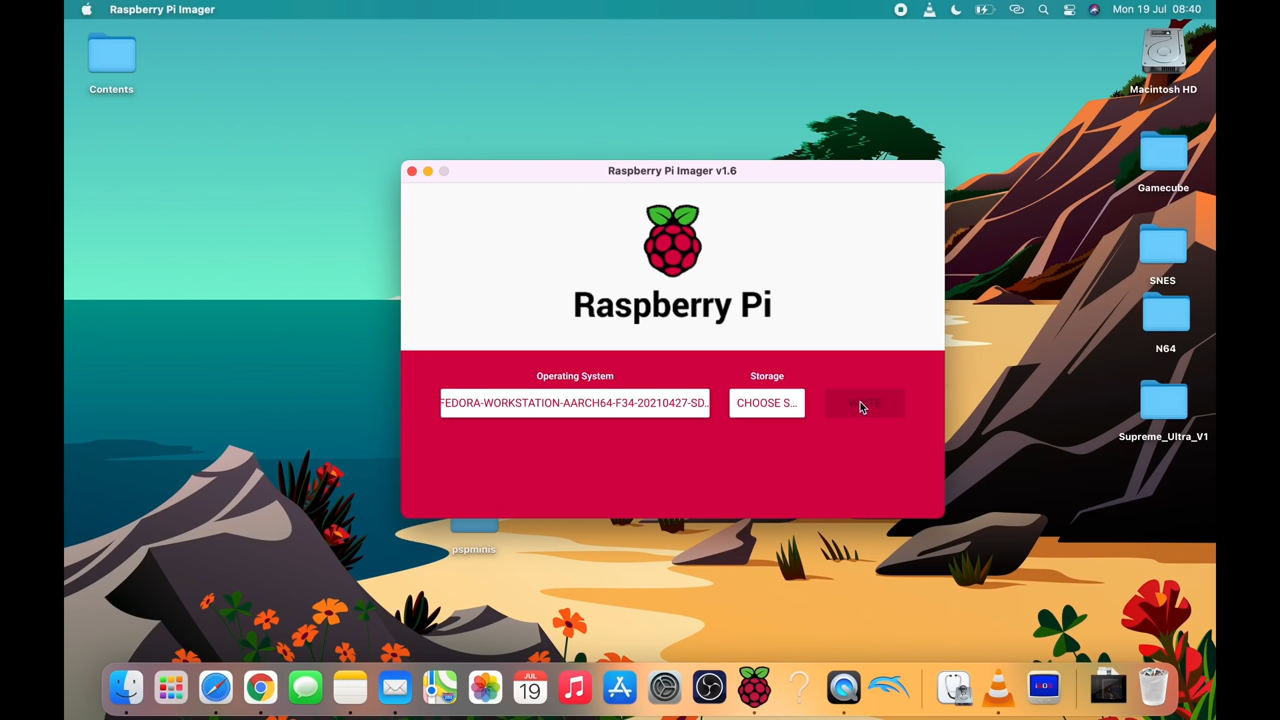 Raspberry Pi Imager
Mon 19 Jul 08:40
Contents
Macintosh HD
Gamecube
SNES
N64
Supreme_Ultra_V1
pspminis
Raspberry Pi Imager v1.6
Raspberry Pi
Operating System
Storage
FEDORA-WORKSTATION-AARCH64-F34-20210427-SD..
CHOOSE S...
JUL
19